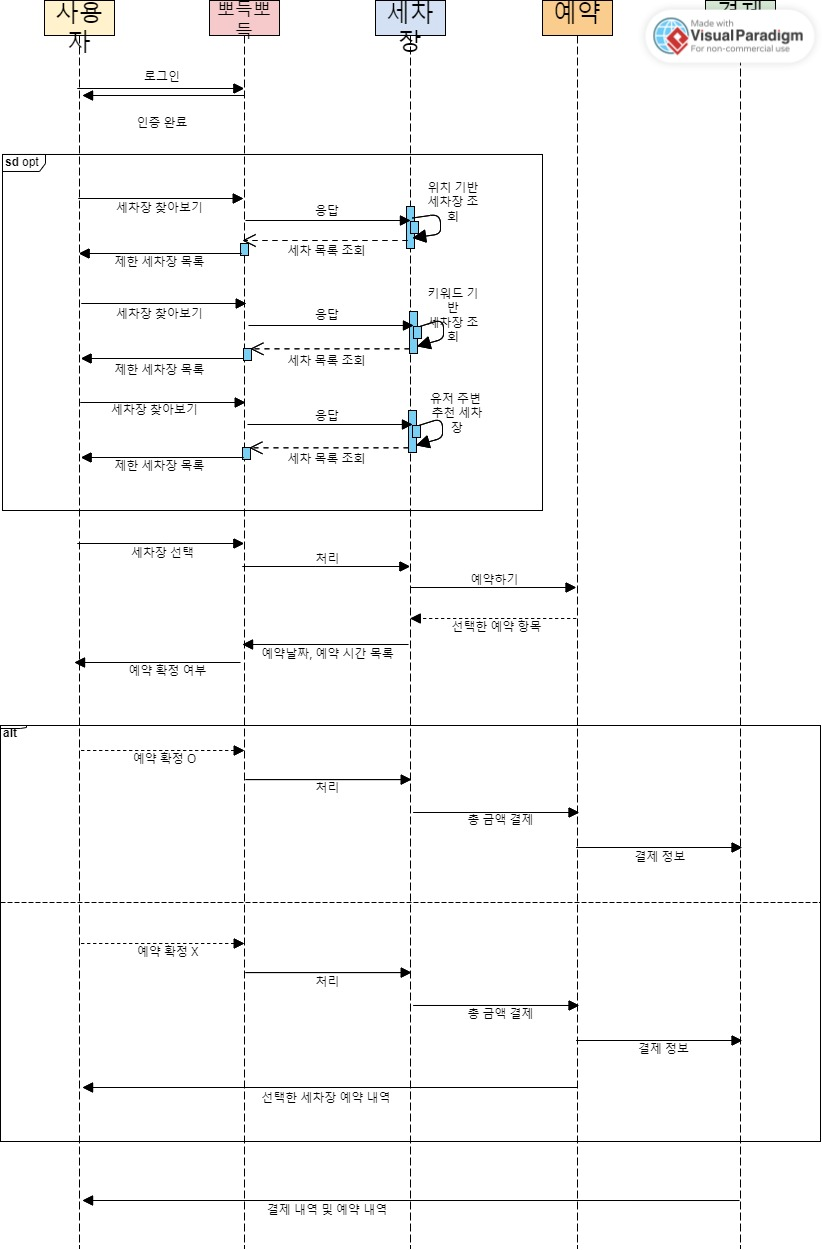 사용
자
뽀득뽀
득
세차
장
예약
결제
Made with
Visual Paradigm
For non-commercial use
로그인
인증 완료
sd opt
위치 기반
세차장 조
회
세차장 찾아보기
응답
세차 목록 조회
제한 세차장 목록
키워드 기
반
세차장 조
회
세차장 찾아보기
응답
세차 목록 조회
제한 세차장 목록
유저 주변
추천 세차
장
세차장 찾아보기
응답
세차 목록 조회
제한 세차장 목록
세차장 선택
처리
예약하기
선택한 예약 항목
예약날짜, 예약 시간 목록
예약 확정 여부
alt
예약 확정 O
처리
총 금액 결제
결제 정보
예약 확정 X
처리
총 금액 결제
결제 정보
선택한 세차장 예약 내역
결제 내역 및 예약 내역